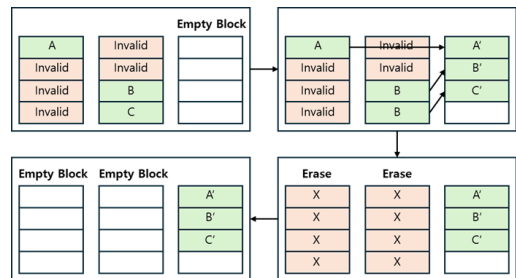 Empty Block
A Invalid
Invalid Invalid
Invalid B
Invalid C
A Invalid A'
Invalid Invalid B'
Invalid B C'
Invalid B
Empty Block Empty Block
A'
B'
C'
Erase Erase
X X A'
X X B'
X X C'
X X